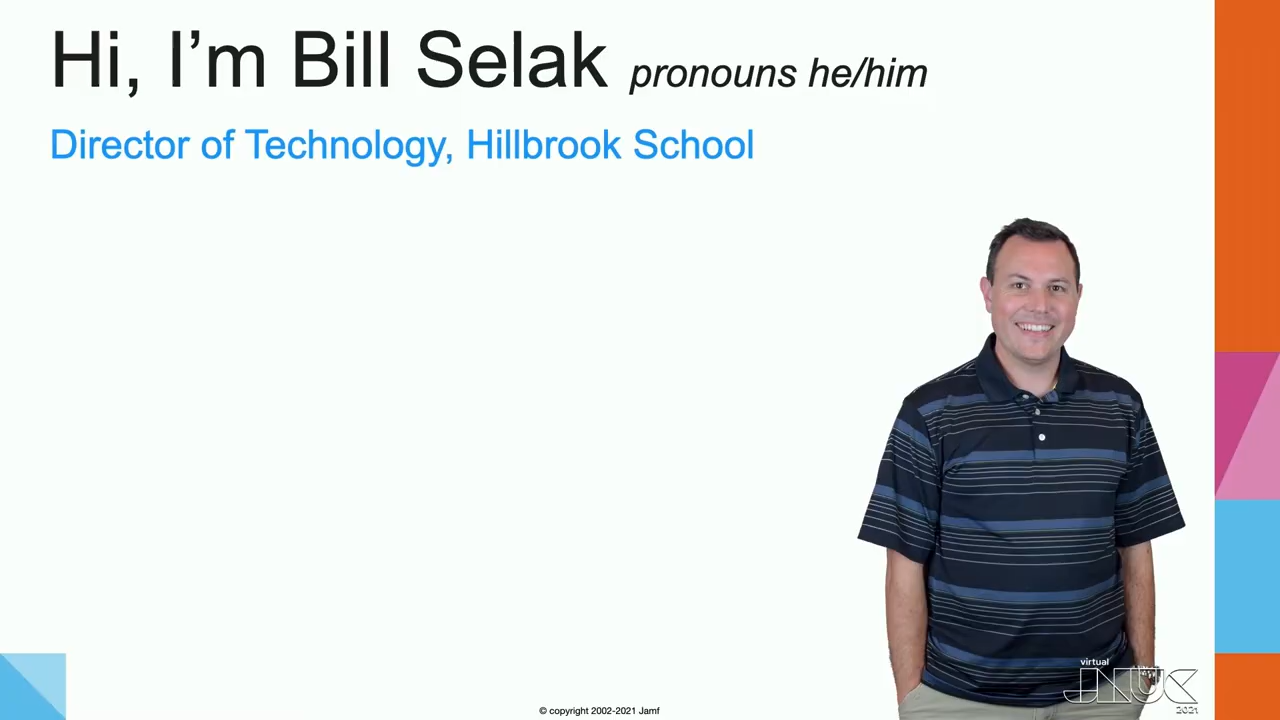 Hi, I’m Bill Selak pronouns he/him
Director of Technology, Hillbrook School
virtual
JNUC
2021
© copyright 2002-2021 Jamf